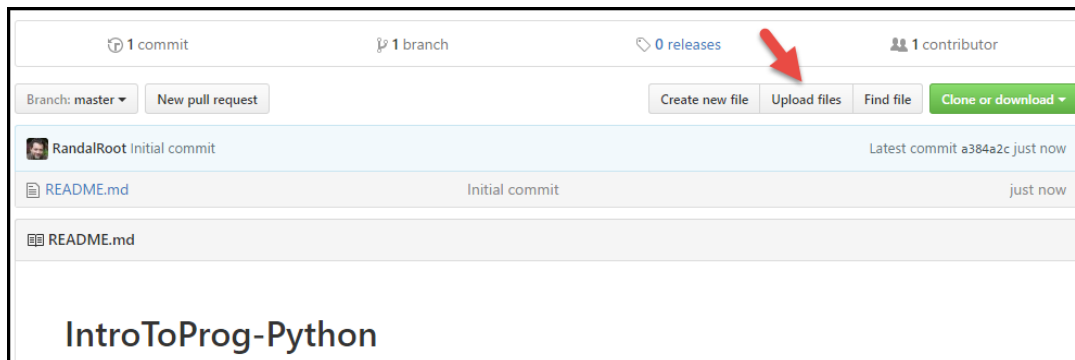 1 commit 1 branch 0 releases 1 contributor
Branch: master New pull request Create new file Upload files Find file Clone or download
RandalRoot Initial commit Latest commit a384a2c just now
README.md Initial commit just now
README.md
IntroToProg-Python